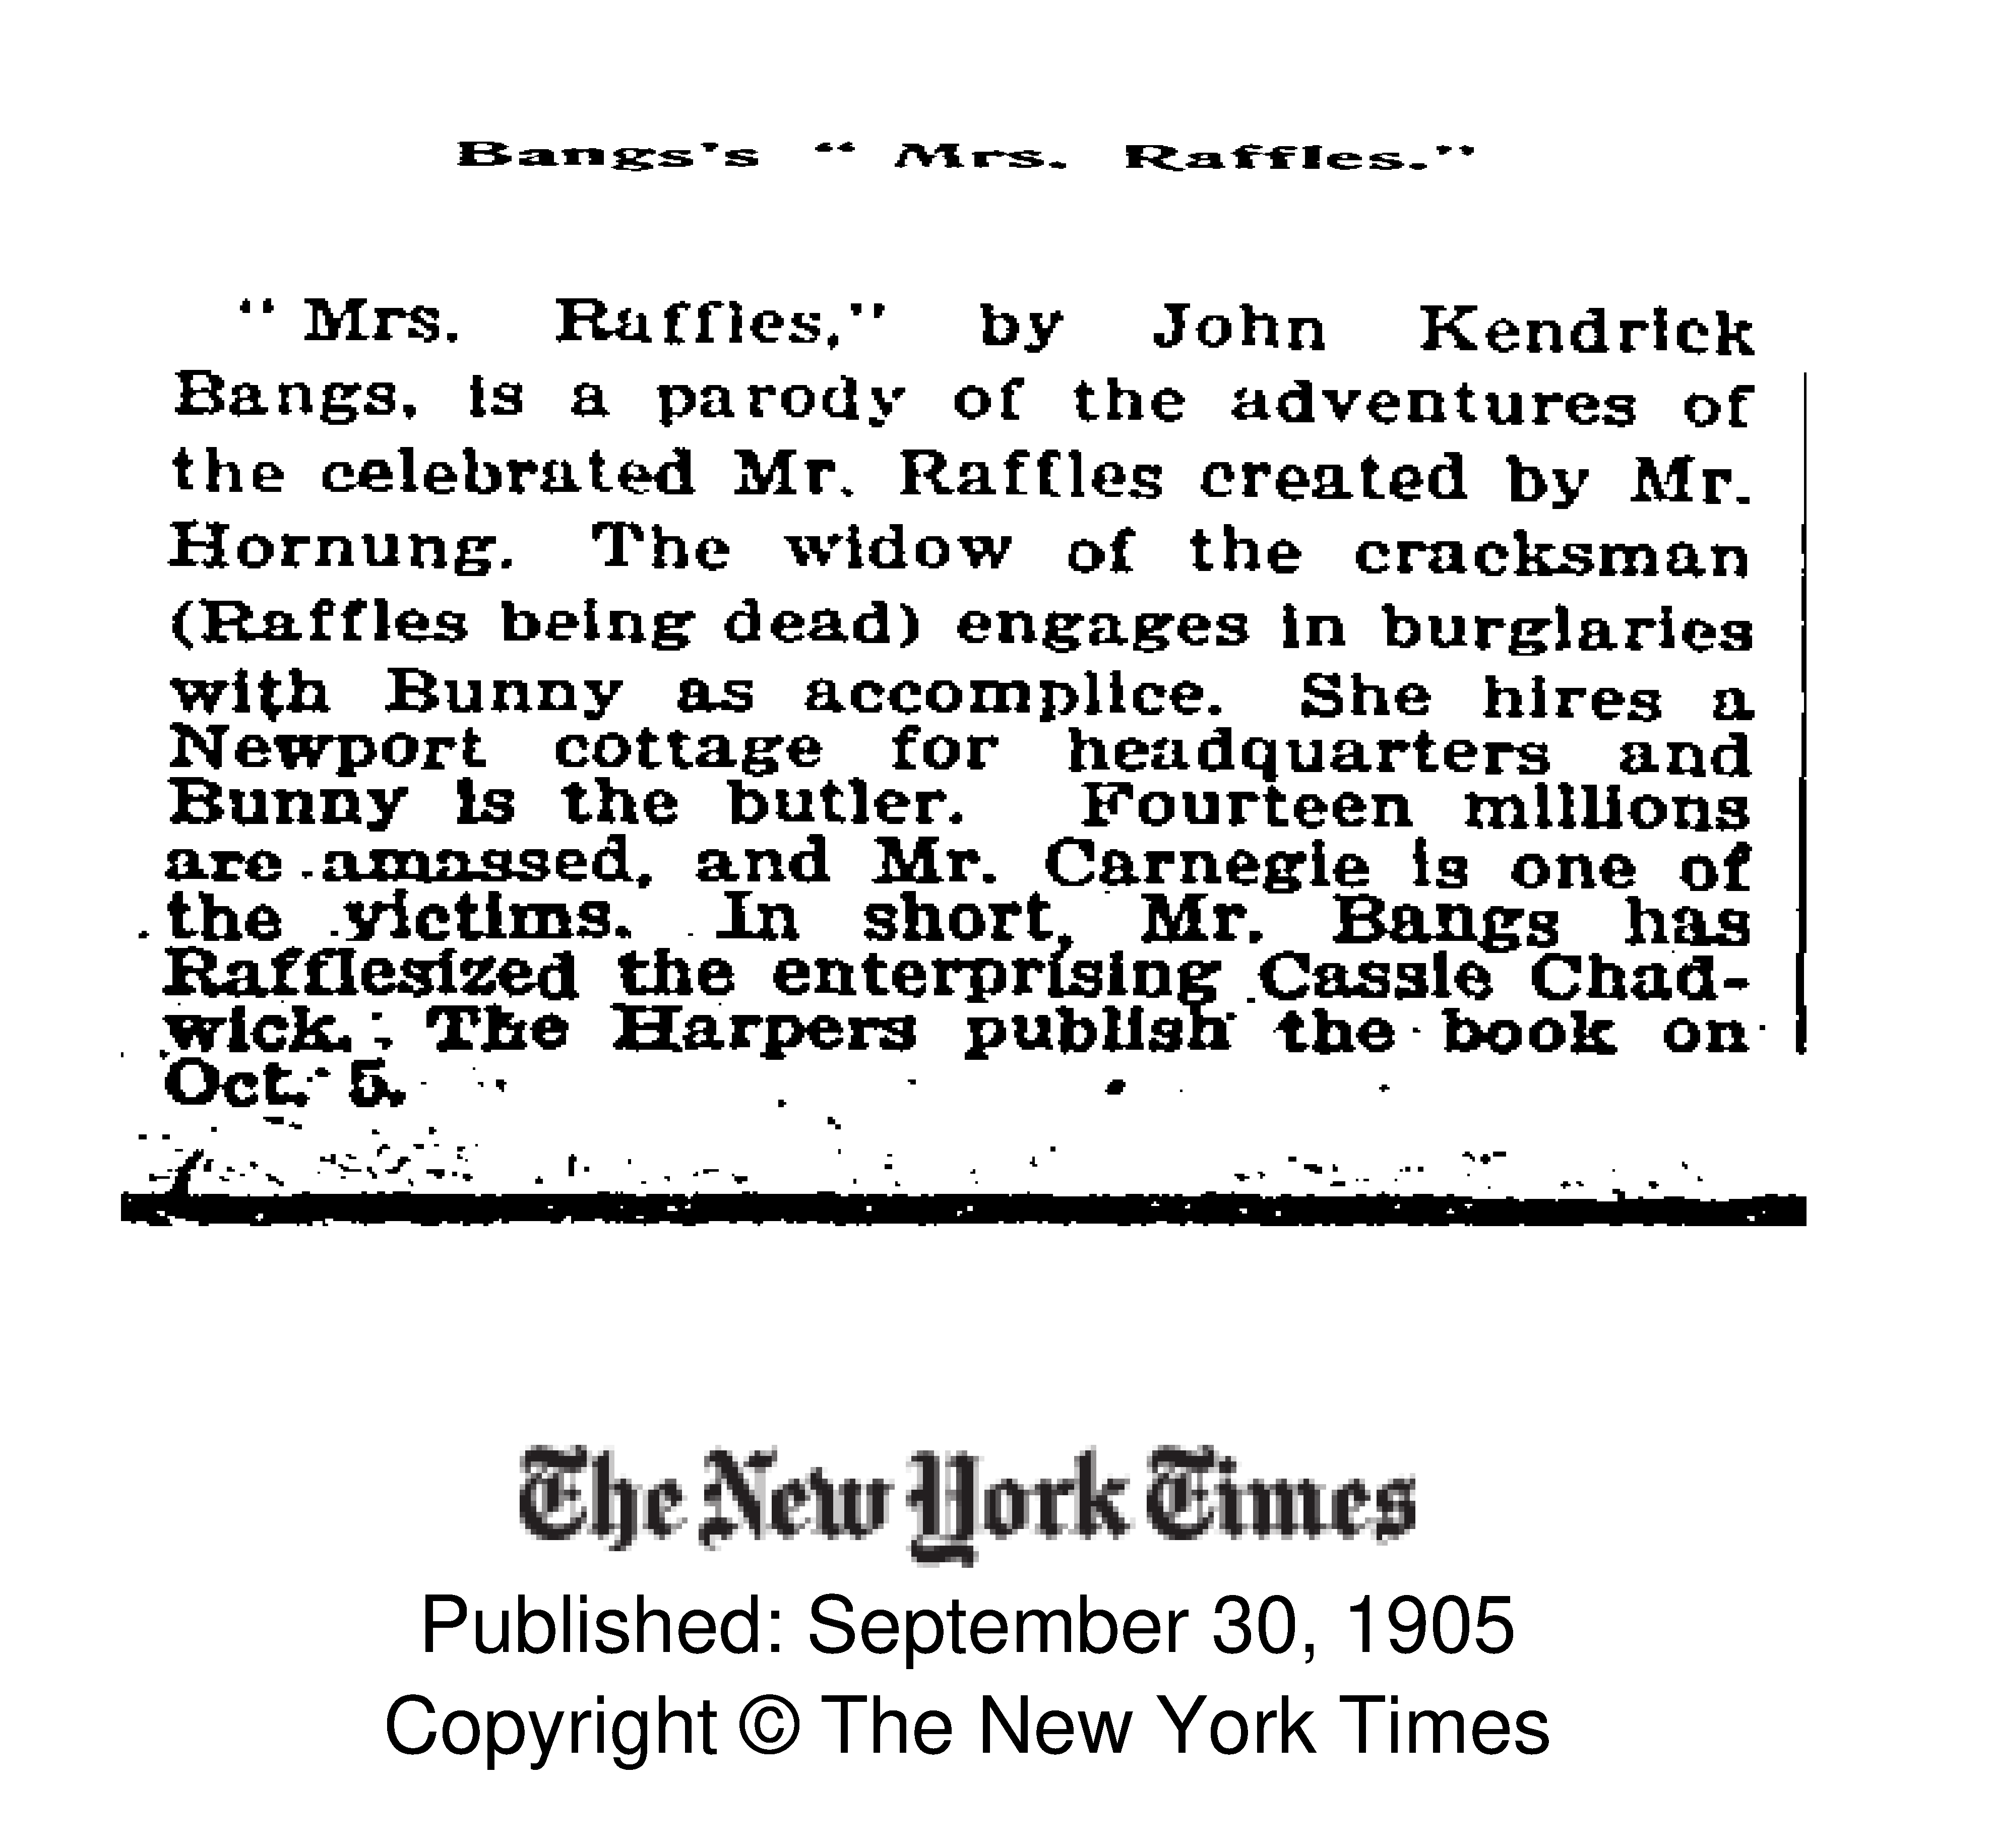 Bangs's " Mrs. Raffles."
" Mrs. Raffles," by John Kendrick
Bangs, is a parody of the adventures of
the celebrated Mr. Raffles created by Mr.
Hornung. The widow of the cracksman
(Raffles being dead) engages in burglaries
with Bunny as accomplice. She hires a
Newport cottage for headquarters and
Bunny is the butler. Fourteen millions
are amassed, and Mr. Carnegie is one of
the victims. In short, Mr. Bangs has
Rafflesized the enterprising Cassie Chad-
wick. The Harpers publish the book on
Oct. 5.
The New York Times
Published: September 30, 1905
Copyright © The New York Times